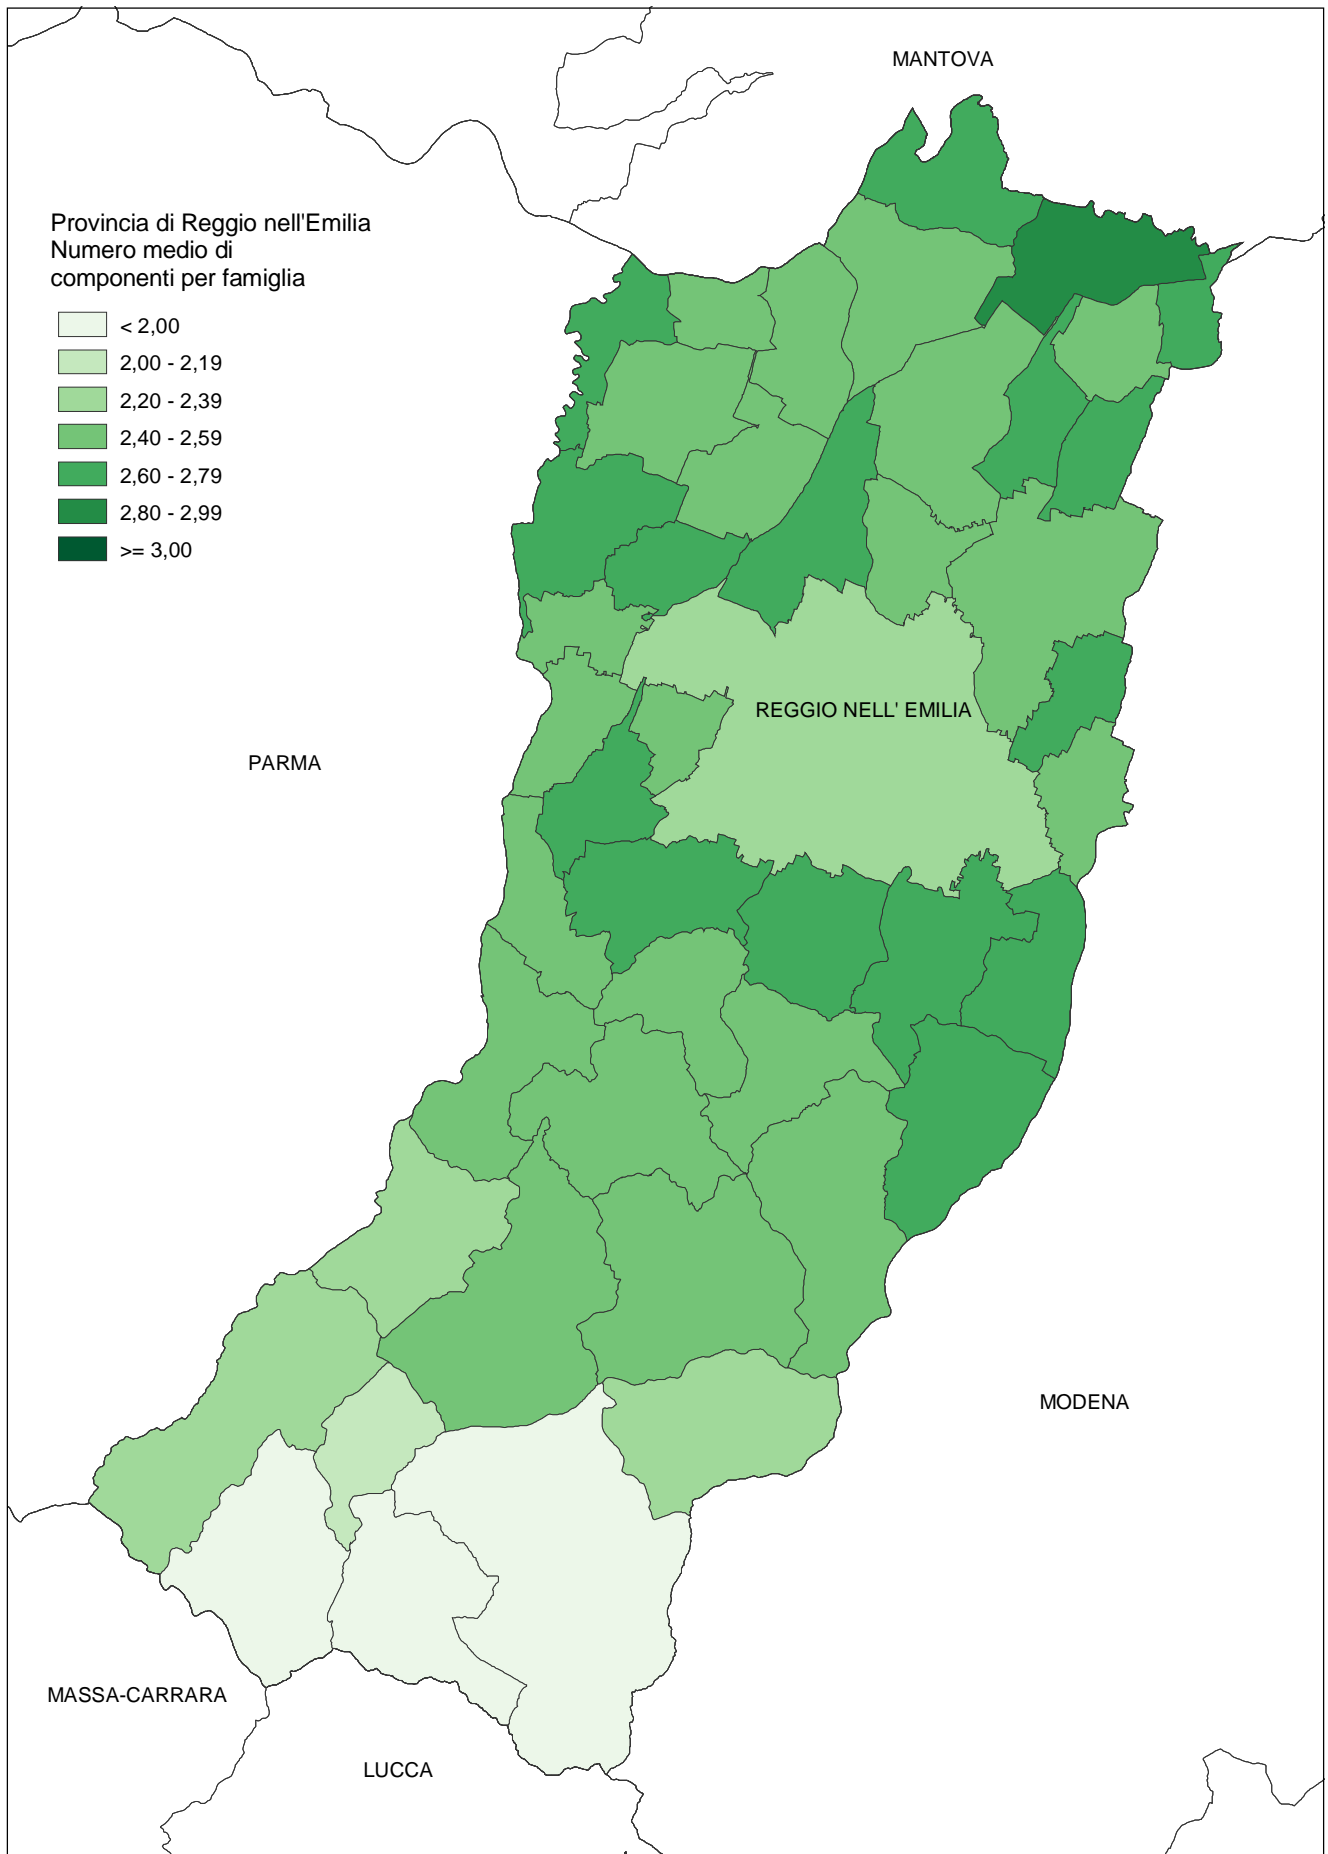 MANTOVA
Provincia di Reggio nell'Emilia
Numero medio di
componenti per famiglia
< 2,00
2,00 - 2,19
2,20 - 2,39
2,40 - 2,59
2,60 - 2,79
2,80 - 2,99
>= 3,00
REGGIO NELL' EMILIA
PARMA
MODENA
MASSA-CARRARA
LUCCA